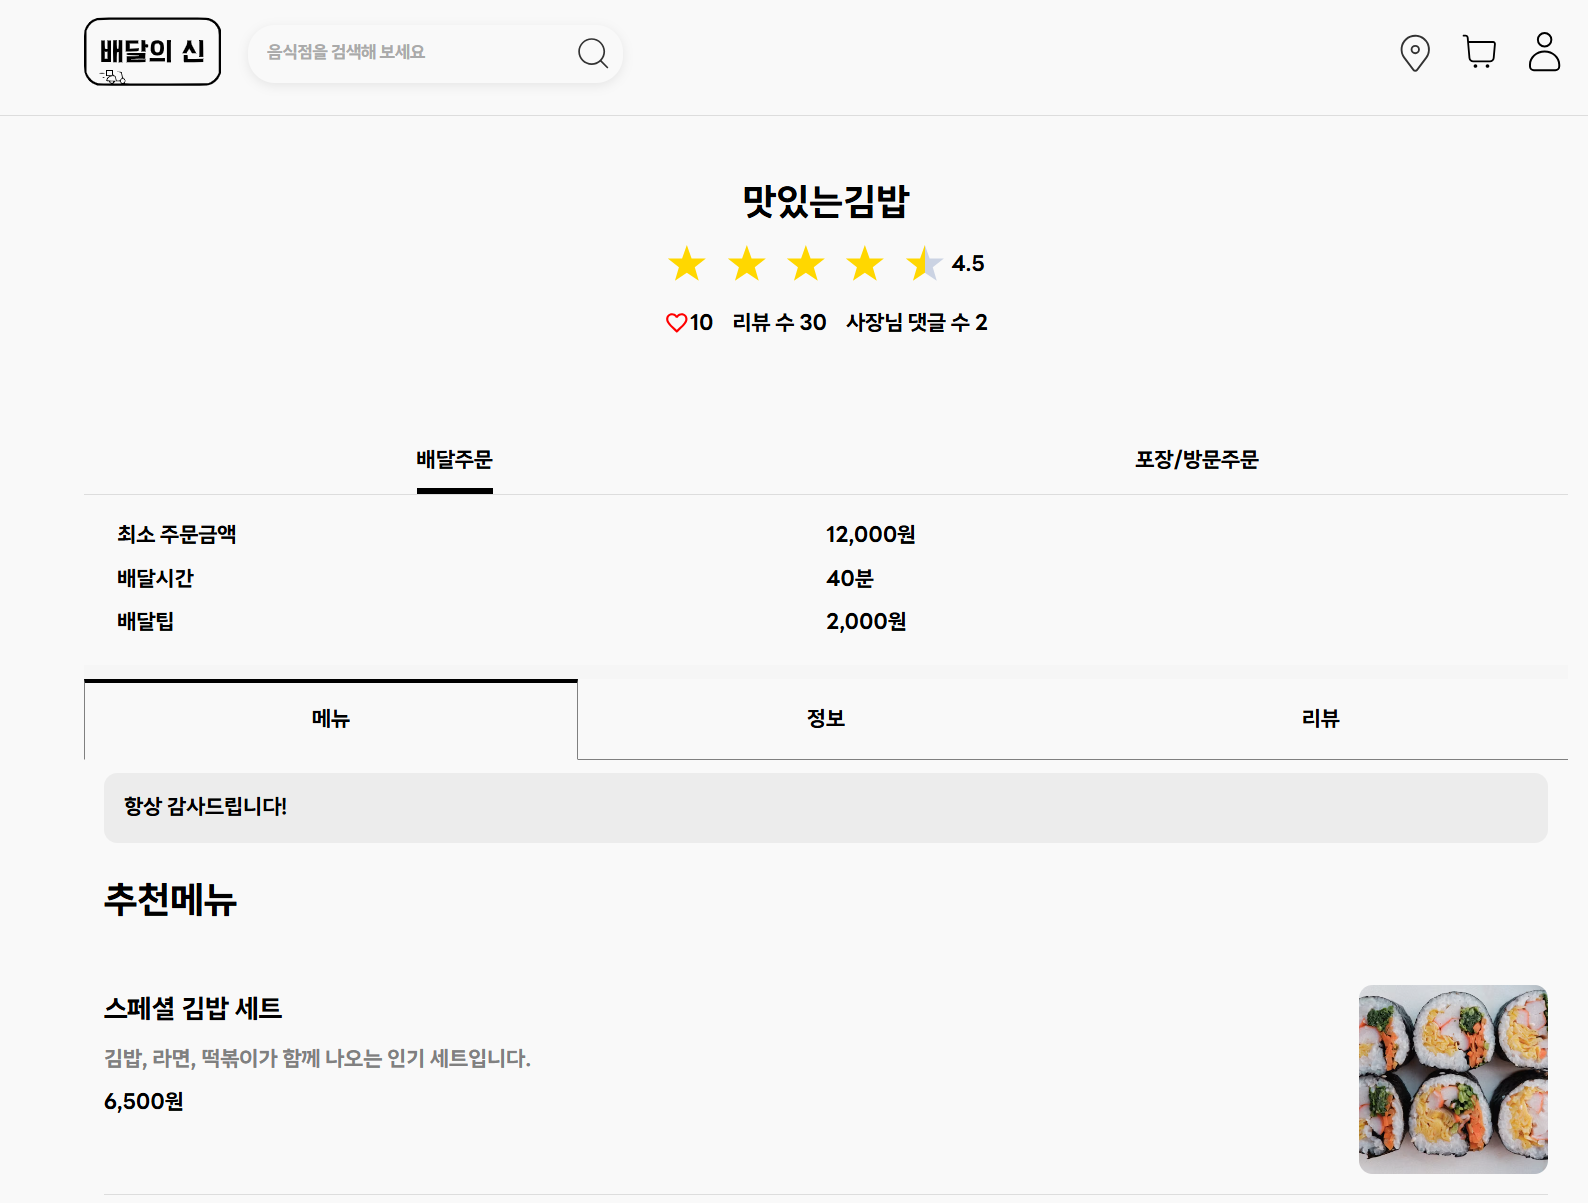 배달의 신
음식점을 검색해 보세요
맛있는김밥
4.5
10 리뷰 수 30 사장님 댓글 수 2
배달주문 포장/방문주문
최소 주문금액 12,000원
배달시간 40분
배달팁 2,000원
메뉴 정보 리뷰
항상 감사드립니다!
추천메뉴
스페셜 김밥 세트
김밥, 라면, 떡볶이가 함께 나오는 인기 세트입니다.
6,500원